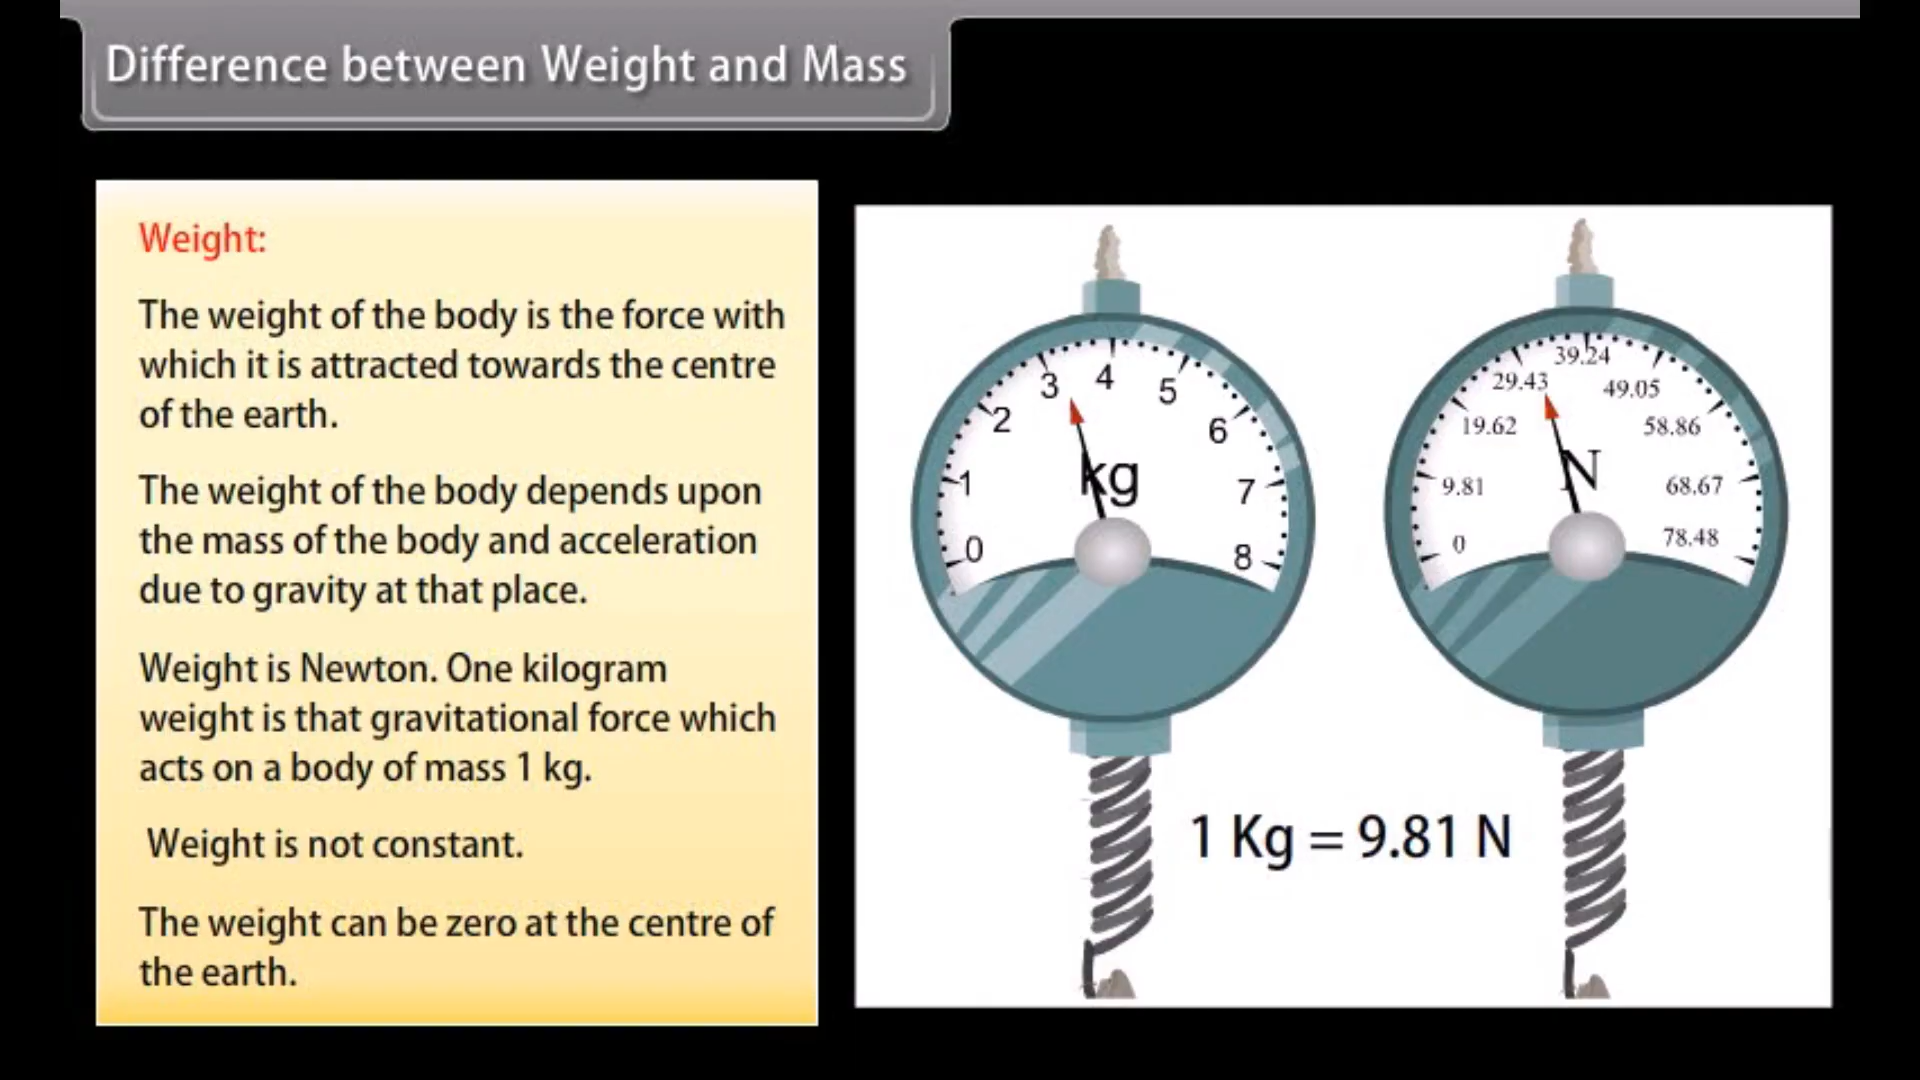 Difference between Weight and Mass
Weight:
The weight of the body is the force with
which it is attracted towards the centre
of the earth.
The weight of the body depends upon
the mass of the body and acceleration
due to gravity at that place.
Weight is Newton. One kilogram
weight is that gravitational force which
acts on a body of mass 1 kg.
Weight is not constant.
The weight can be zero at the centre of
the earth.
0
1
2
3
4
5
6
7
8
kg
0
9.81
19.62
29.43
39.24
49.05
58.86
68.67
78.48
N
1 Kg = 9.81 N